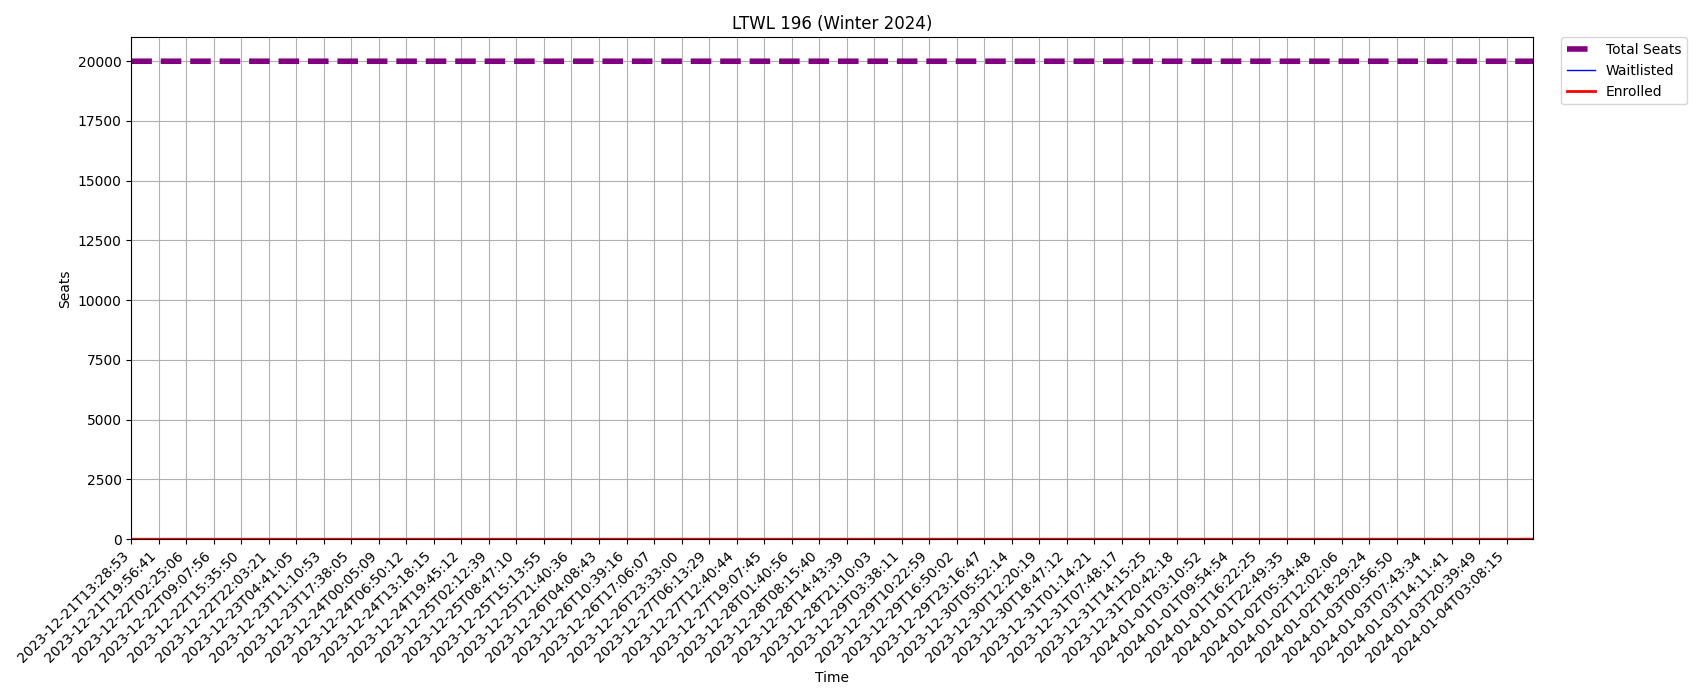 LTWL 196 (Winter 2024)
Total Seats
Waitlisted
Enrolled
20000
17500
15000
12500
10000
7500
5000
2500
0
Seats
2023-12-21T13:28:53
2023-12-21T19:56:41
2023-12-22T02:25:06
2023-12-22T09:07:56
2023-12-22T15:35:50
2023-12-22T22:03:21
2023-12-23T04:41:05
2023-12-23T11:10:53
2023-12-23T17:38:05
2023-12-24T00:05:09
2023-12-24T06:50:12
2023-12-24T13:18:15
2023-12-24T19:45:12
2023-12-25T02:12:39
2023-12-25T08:47:10
2023-12-25T15:13:55
2023-12-25T21:40:36
2023-12-26T04:08:43
2023-12-26T10:39:16
2023-12-26T17:06:07
2023-12-26T23:33:00
2023-12-27T06:13:29
2023-12-27T12:40:44
2023-12-27T19:07:45
2023-12-28T01:40:56
2023-12-28T08:15:40
2023-12-28T14:43:39
2023-12-28T21:10:03
2023-12-29T03:38:11
2023-12-29T10:22:59
2023-12-29T16:50:02
2023-12-29T23:16:47
2023-12-30T05:52:14
2023-12-30T12:20:19
2023-12-30T18:47:12
2023-12-31T01:14:21
2023-12-31T07:48:17
2023-12-31T14:15:25
2023-12-31T20:42:18
2024-01-01T03:10:52
2024-01-01T09:54:54
2024-01-01T16:22:25
2024-01-01T22:49:35
2024-01-02T05:34:48
2024-01-02T12:02:06
2024-01-02T18:29:24
2024-01-03T00:56:50
2024-01-03T07:43:34
2024-01-03T14:11:41
2024-01-03T20:39:49
2024-01-04T03:08:15
Time